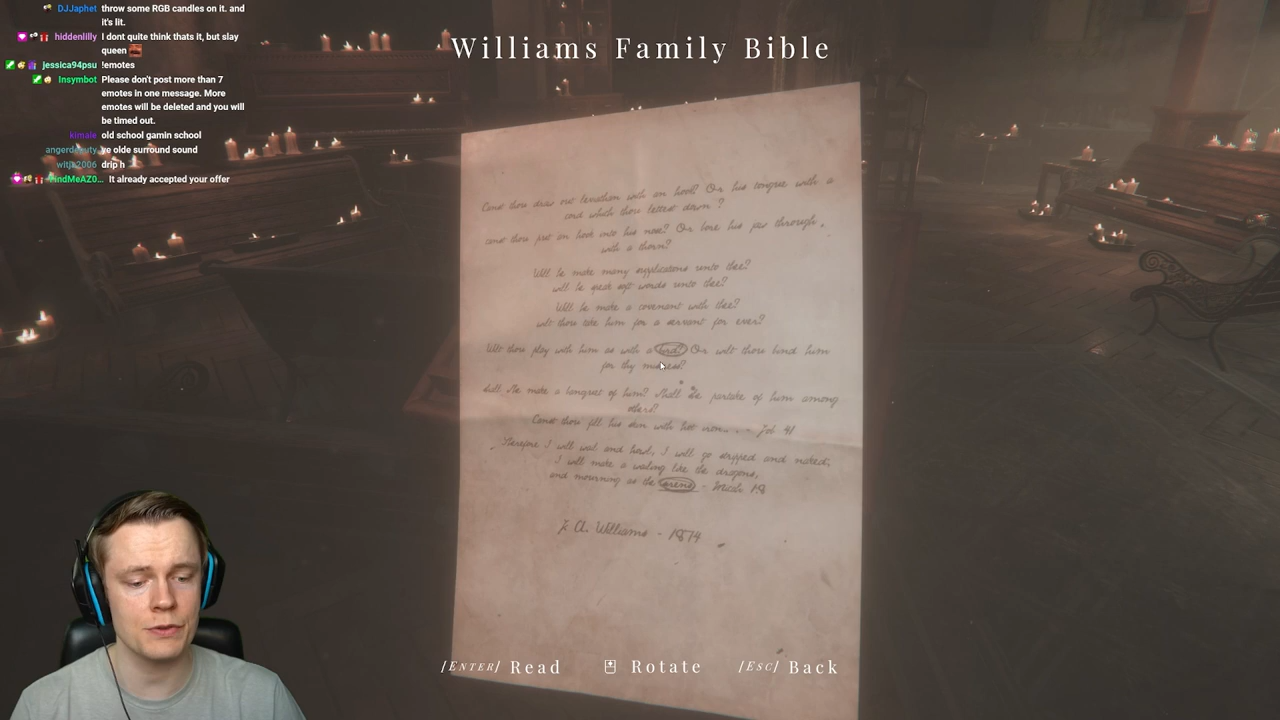 DJJaphet throw some RGB candles on it. and
it's lit.
hiddenlilly I dont quite think thats it, but slay
queen
jessica94psu !emotes
Insymbot Please don't post more than 7
emotes in one message. More
emotes will be deleted and you will
be timed out.
kimale old school gamin school
ye olde surround sound
drip h
It already accepted your offer
Williams Family Bible
Canst thou draw out leviathan with an hook? Or his tongue with a
cord which thou lettest down?
canst thou put an hook into his nose? Or bore his jaw through,
with a thorn?
Will he make many supplications unto thee?
will he speak soft words unto thee?
Will he make a covenant with thee?
wilt thou take him for a servant for ever?
Wilt thou play with him as with a bird? Or wilt thou bind him
for thy
shall we make a banquet of him? Shall we partake of him among
others?
Canst thou fill his skin with hot iron... - Job 41
Therefore I will wail and howl, I will go stripped and naked;
I will make a wailing like the dragons,
and mourning as the - Micah 1:8
J. A. Williams - 1874
[ENTER] Read Rotate [ESC] Back